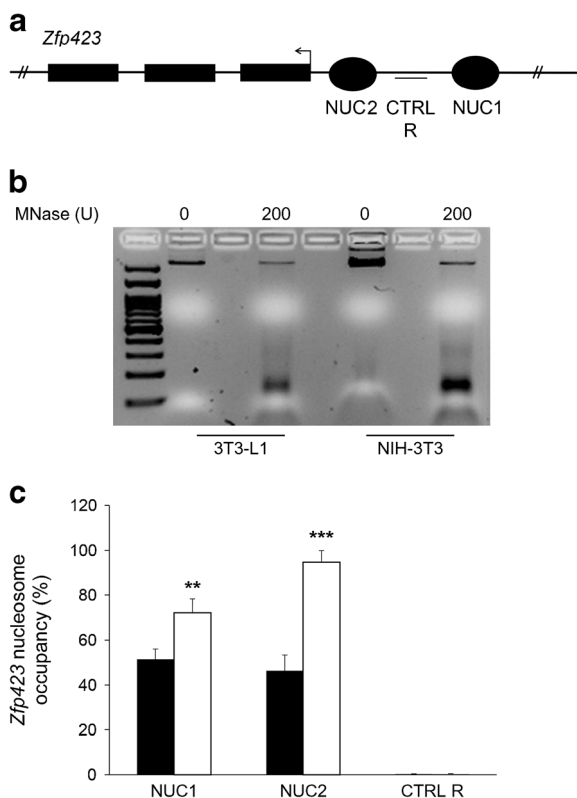 a
Zfp423
NUC2 CTRL R NUC1
b
MNase (U) 0 200 0 200
3T3-L1 NIH-3T3
c
Zfp423 nucleosome
occupancy (%)
120
100
80
60
40
20
0
** ***
NUC1 NUC2 CTRL R